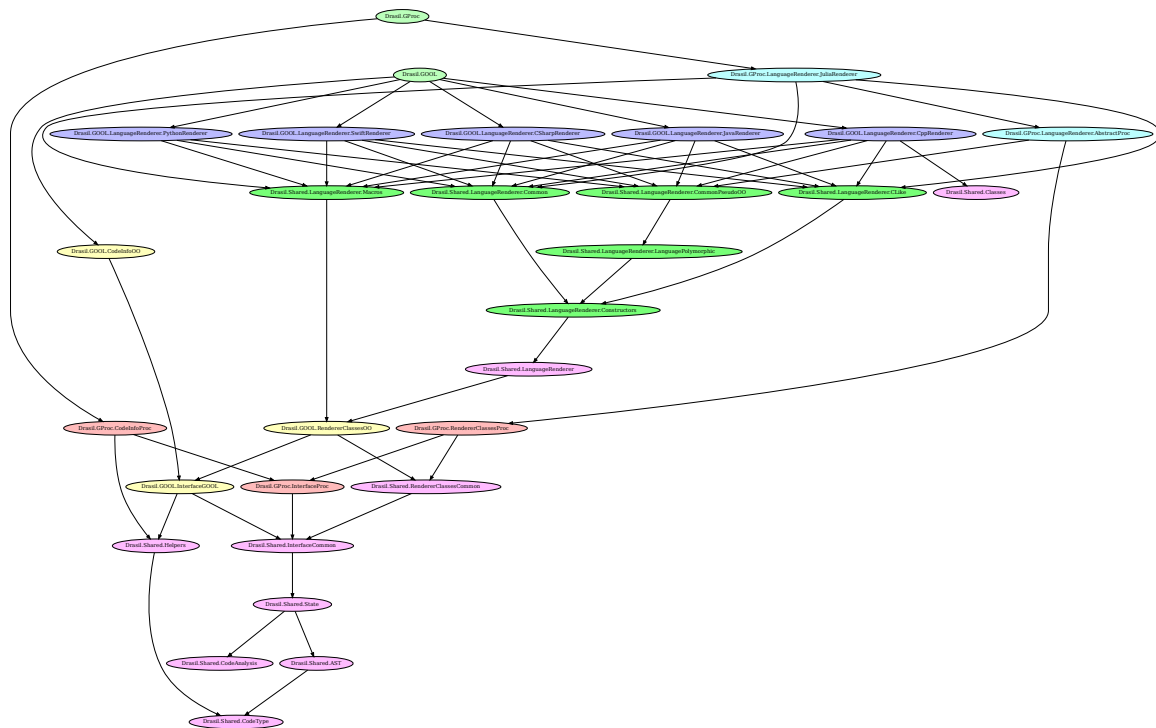 Drasil.GProc
Drasil.GOOL
Drasil.GProc.LanguageRenderer.JuliaRenderer
Drasil.GOOL.LanguageRenderer.PythonRenderer
Drasil.GOOL.LanguageRenderer.SwiftRenderer
Drasil.GOOL.LanguageRenderer.CSharpRenderer
Drasil.GOOL.LanguageRenderer.JavaRenderer
Drasil.GOOL.LanguageRenderer.CppRenderer
Drasil.GProc.LanguageRenderer.AbstractProc
Drasil.Shared.LanguageRenderer.Macros
Drasil.Shared.LanguageRenderer.Common
Drasil.Shared.LanguageRenderer.CommonPseudoOO
Drasil.Shared.LanguageRenderer.CLike
Drasil.Shared.Classes
Drasil.GOOL.CodeInfoOO
Drasil.Shared.LanguageRenderer.LanguagePolymorphic
Drasil.Shared.LanguageRenderer.Constructors
Drasil.Shared.LanguageRenderer
Drasil.GProc.CodeInfoProc
Drasil.GOOL.RendererClassesOO
Drasil.GProc.RendererClassesProc
Drasil.GOOL.InterfaceGOOL
Drasil.GProc.InterfaceProc
Drasil.Shared.RendererClassesCommon
Drasil.Shared.Helpers
Drasil.Shared.InterfaceCommon
Drasil.Shared.State
Drasil.Shared.CodeAnalysis
Drasil.Shared.AST
Drasil.Shared.CodeType